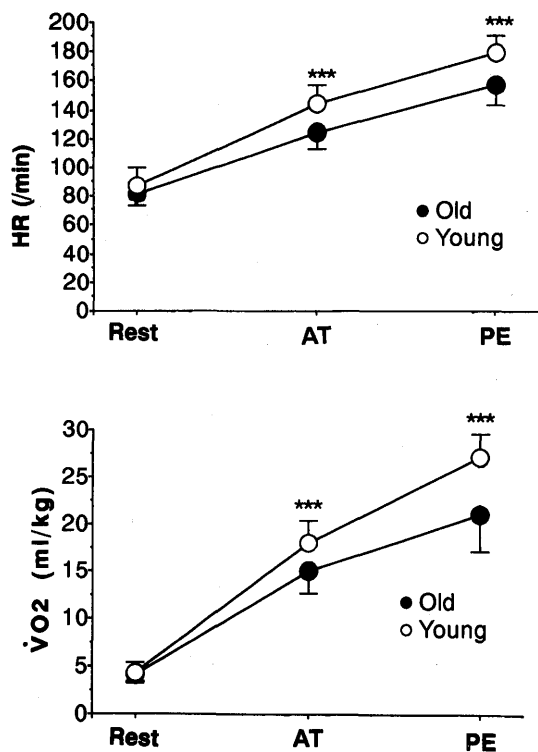 200
180
160
140
120
100
80
60
40
20
0
HR (/min)
***
***
Old
Young
Rest AT PE
30
25
20
15
10
5
0
V̇O2 (ml/kg)
***
***
Old
Young
Rest AT PE